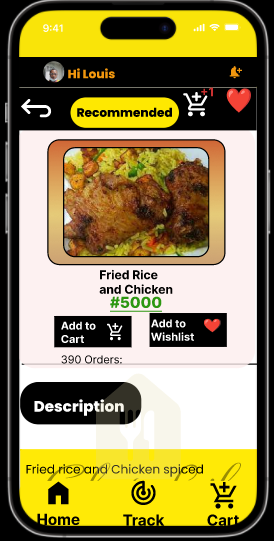 9:41
Hi Louis
+1
Recommended
Fried Rice
and Chicken
#5000
Add to
Cart
Add to
Wishlist
390 Orders:
Description
Fried rice and Chicken spiced
Home
Track
Cart